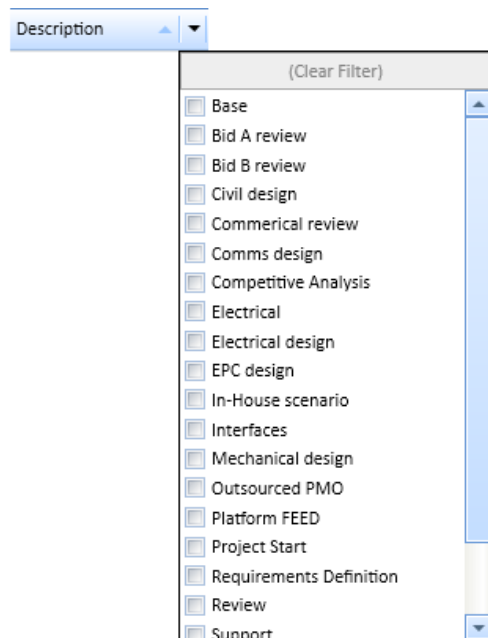 Description
(Clear Filter)
Base
Bid A review
Bid B review
Civil design
Commerical review
Comms design
Competitive Analysis
Electrical
Electrical design
EPC design
In-House scenario
Interfaces
Mechanical design
Outsourced PMO
Platform FEED
Project Start
Requirements Definition
Review
Support